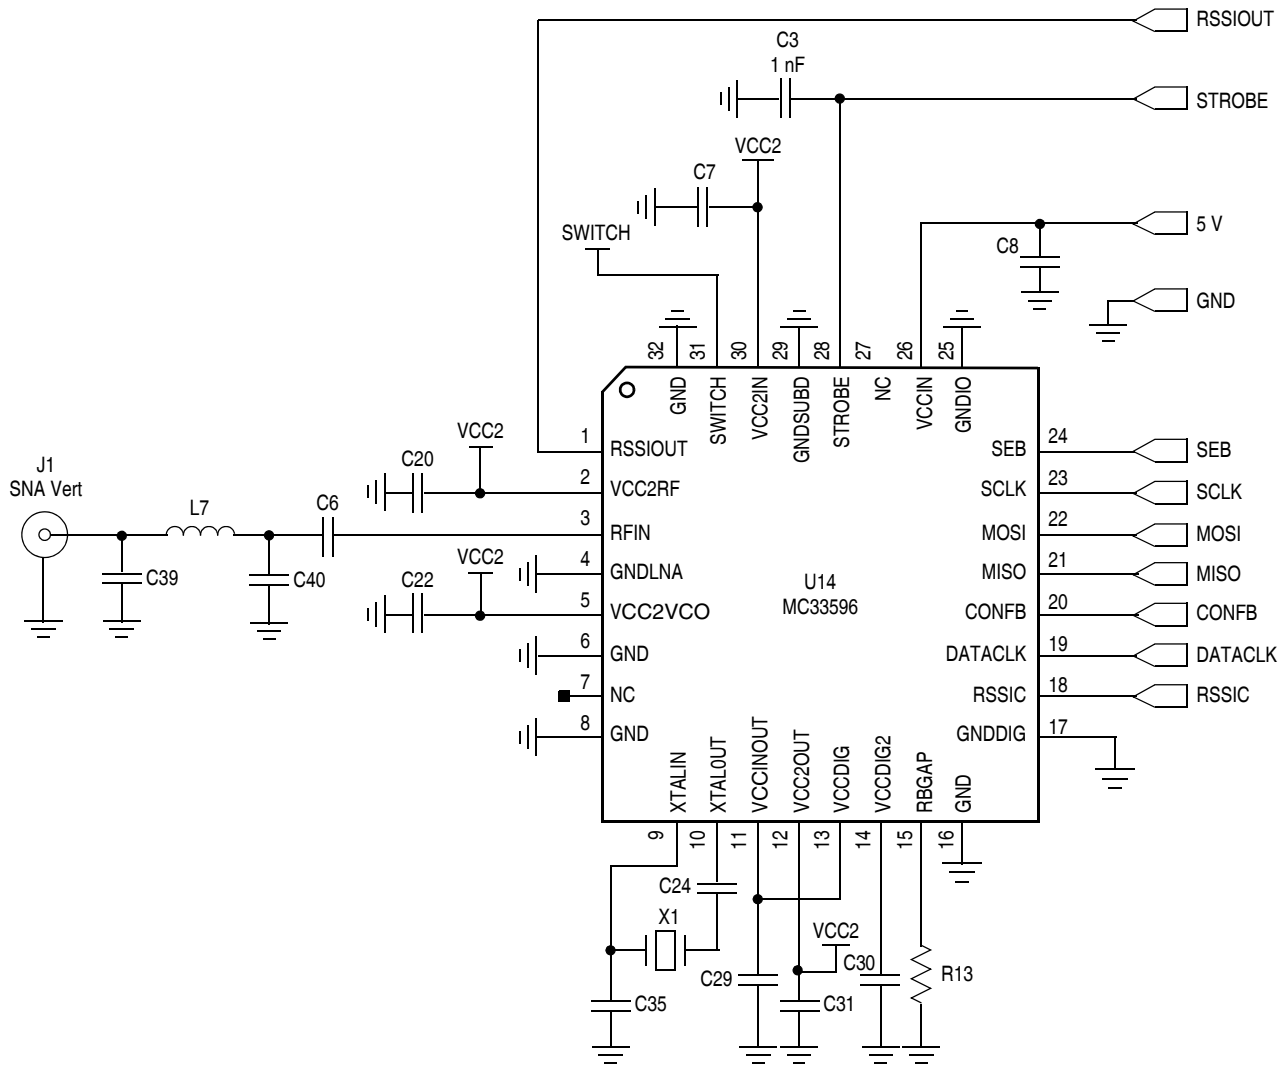 RSSIOUT
C3
1 nF
STROBE
VCC2
C7
SWITCH
5 V
C8
GND
32
31
30
29
28
27
26
25
GND
SWITCH
VCC2IN
GNDSUBD
STROBE
NC
VCCIN
GNDIO
1
RSSIOUT
SEB
24
SEB
VCC2
C20
2
VCC2RF
SCLK
23
SCLK
J1
SNA Vert
L7
C6
3
RFIN
MOSI
22
MOSI
C39
C40
4
GNDLNA
MISO
21
MISO
U14
MC33596
VCC2
C22
5
VCC2VCO
CONFB
20
CONFB
6
GND
DATACLK
19
DATACLK
7
NC
RSSIC
18
RSSIC
8
GND
GNDDIG
17
XTALIN
XTAL0UT
VCCINOUT
VCC2OUT
VCCDIG
VCCDIG2
RBGAP
GND
9
10
11
12
13
14
15
16
C24
X1
VCC2
C35
C29
C31
C30
R13